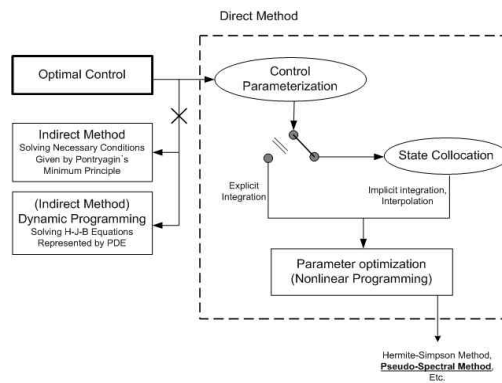 Direct Method
Optimal Control
Control
Parameterization
Indirect Method
Solving Necessary Conditions
Given by Pontryagin`s
Minimum Principle
State Collocation
Explicit
Integration
Implicit integration,
Interpolation
(Indirect Method)
Dynamic Programming
Solving H-J-B Equations
Represented by PDE
Parameter optimization
(Nonlinear Programming)
Hermite-Simpson Method,
Pseudo-Spectral Method,
Etc.